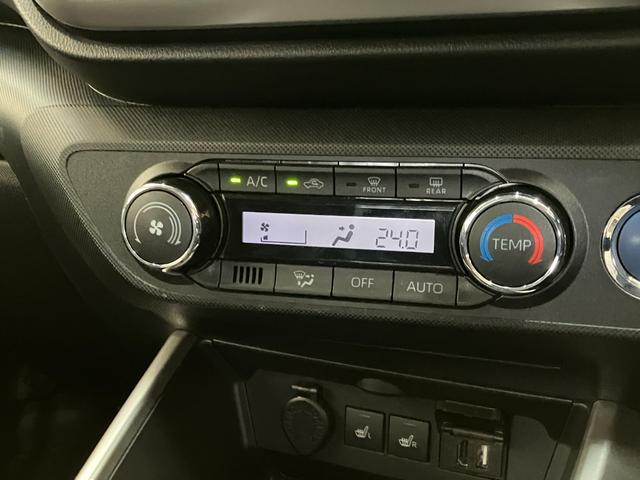 A/C
FRONT
REAR
24.0
TEMP
OFF
AUTO
L
R